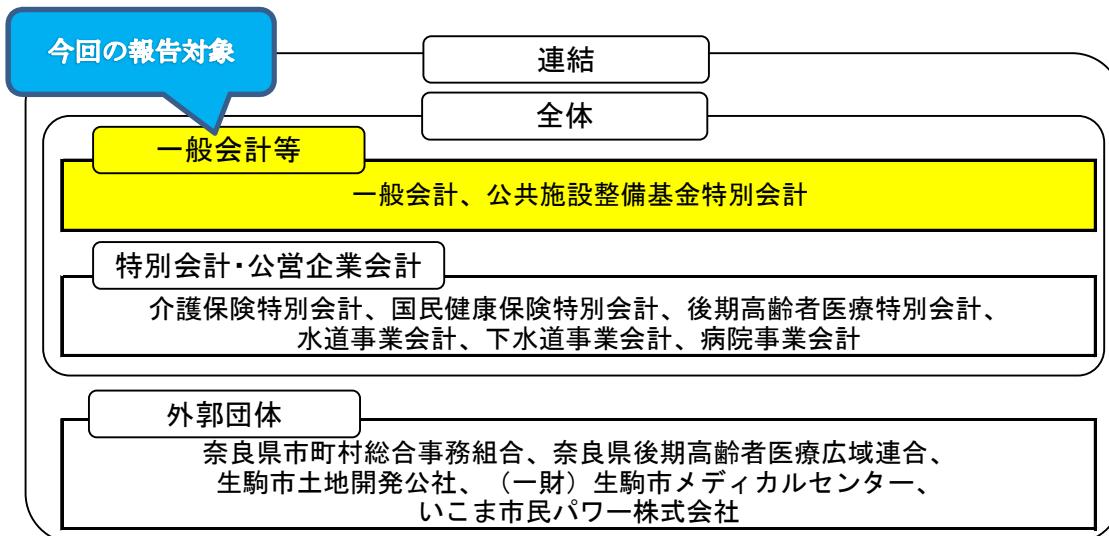 今回の報告対象
連結
全体
一般会計等
一般会計、公共施設整備基金特別会計
特別会計・公営企業会計
介護保険特別会計、国民健康保険特別会計、後期高齢者医療特別会計、
水道事業会計、下水道事業会計、病院事業会計
外郭団体
奈良県市町村総合事務組合、奈良県後期高齢者医療広域連合、
生駒市土地開発公社、（一財）生駒市メディカルセンター、
いこま市民パワー株式会社